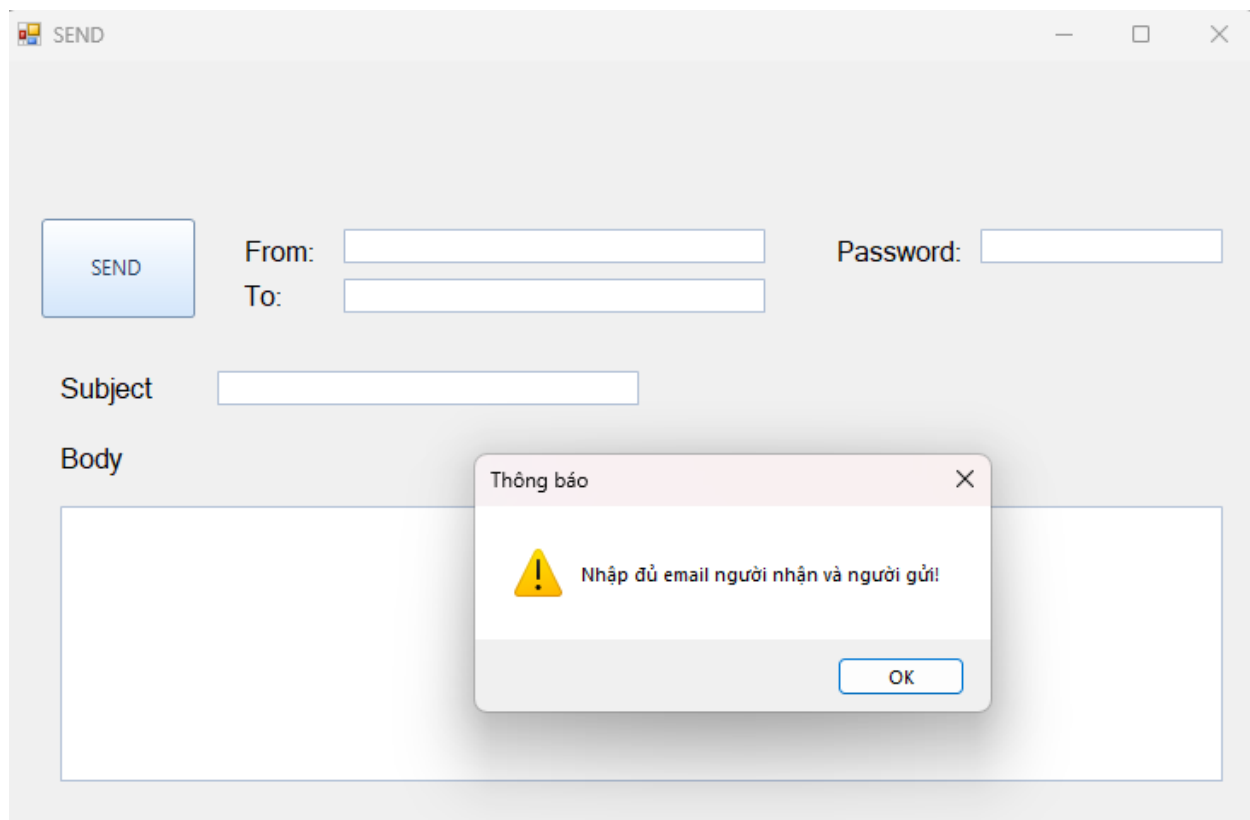 SEND
SEND
From:
Password:
To:
Subject
Body
Thông báo
Nhập đủ email người nhận và người gửi!
OK